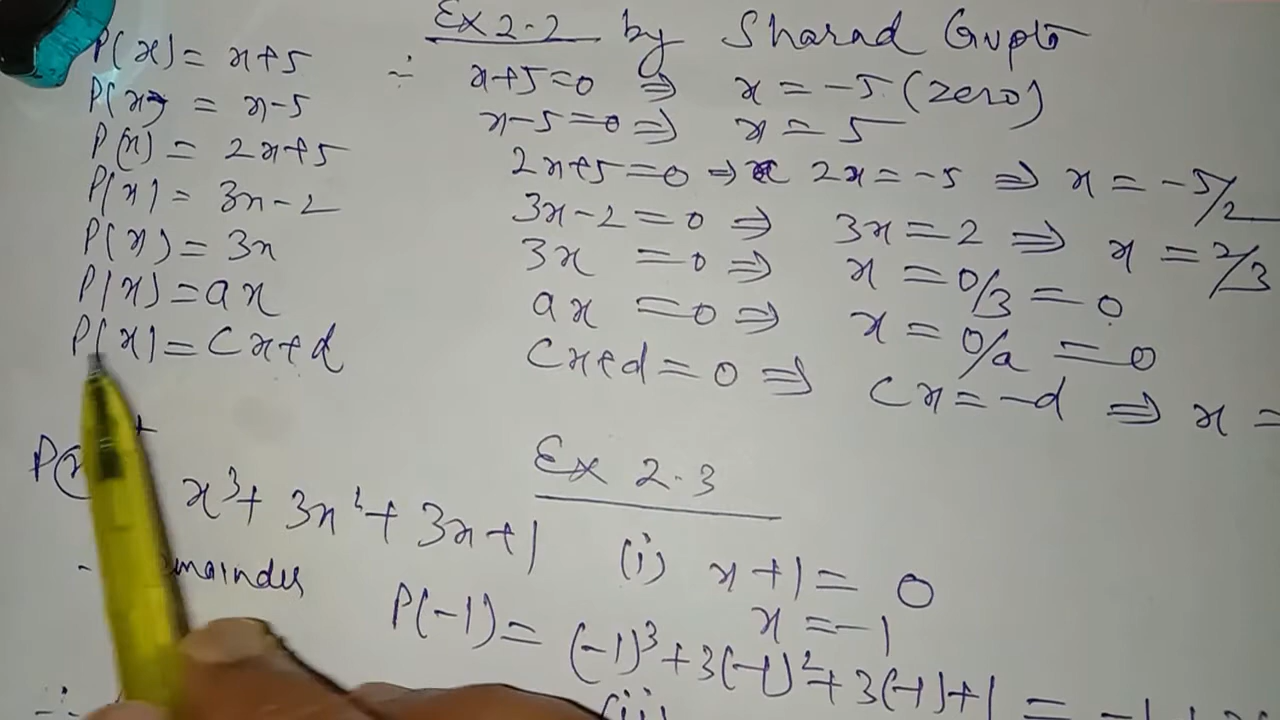 Ex 2.2 by Sharad Gupta
P(x) = x+5 ∴ x+5=0 ⇒ x = -5 (zero)
P(x) = x-5 x-5=0 ⇒ x = 5
P(x) = 2x+5 2x+5=0 ⇒ 2x = -5 ⇒ x = -5/2
P(x) = 3x-2 3x-2=0 ⇒ 3x=2 ⇒ x = 2/3
P(x) = 3x 3x =0 ⇒ x = 0/3 = 0
P(x) = ax ax =0 ⇒ x = 0/a = 0
P(x) = cx+d cx+d=0 ⇒ cx=-d ⇒ x =
Ex 2.3
x³+3x²+3x+1 (i) x+1= 0
x =-1
P(-1)= (-1)³+3(-1)²+3(-1)+1 = -1+
∴ (ii)